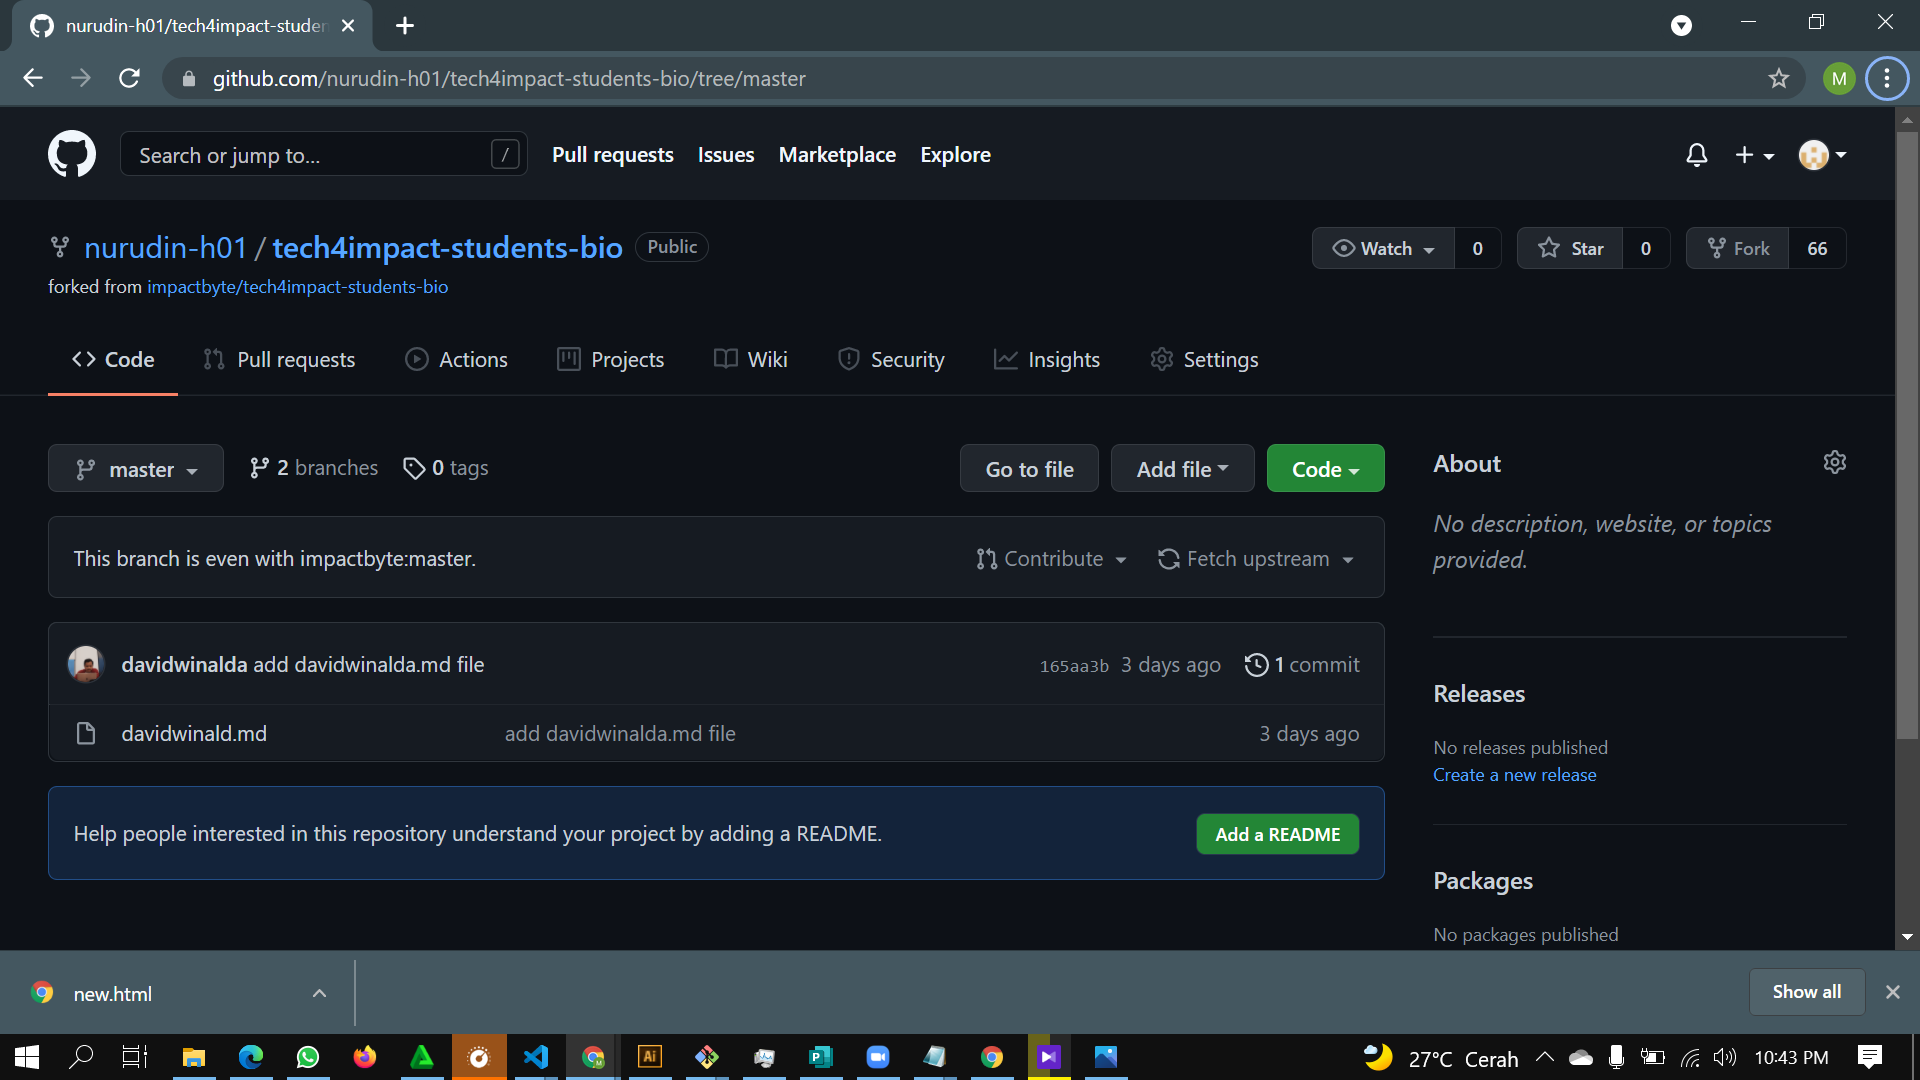 nurudin-h01/tech4impact-studen
github.com/nurudin-h01/tech4impact-students-bio/tree/master
M
Search or jump to...
/
Pull requests
Issues
Marketplace
Explore
nurudin-h01 / tech4impact-students-bio
Public
Watch
0
Star
0
Fork
66
forked from impactbyte/tech4impact-students-bio
Code
Pull requests
Actions
Projects
Wiki
Security
Insights
Settings
master
2 branches
0 tags
Go to file
Add file
Code
About
No description, website, or topics
provided.
This branch is even with impactbyte:master.
Contribute
Fetch upstream
davidwinalda add davidwinalda.md file
165aa3b
3 days ago
1 commit
davidwinald.md
add davidwinalda.md file
3 days ago
Releases
No releases published
Create a new release
Help people interested in this repository understand your project by adding a README.
Add a README
Packages
No packages published
new.html
Show all
Ai
27°C
Cerah
10:43 PM